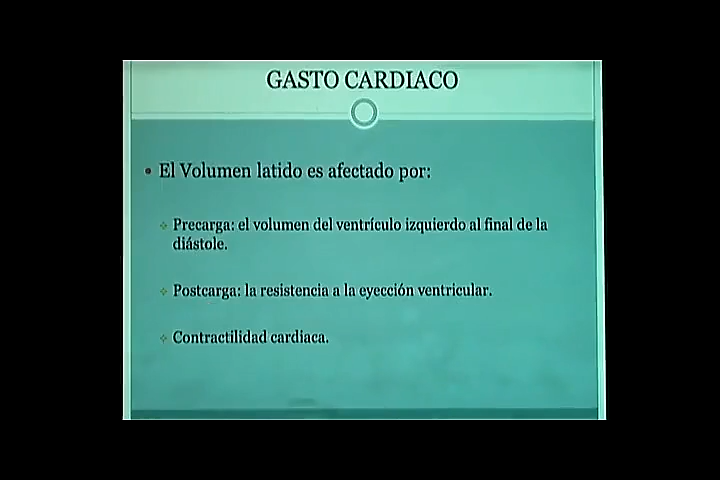 GASTO CARDIACO
El Volumen latido es afectado por:
Precarga: el volumen del ventrículo izquierdo al final de la
diástole.
Postcarga: la resistencia a la eyección ventricular.
Contractilidad cardiaca.